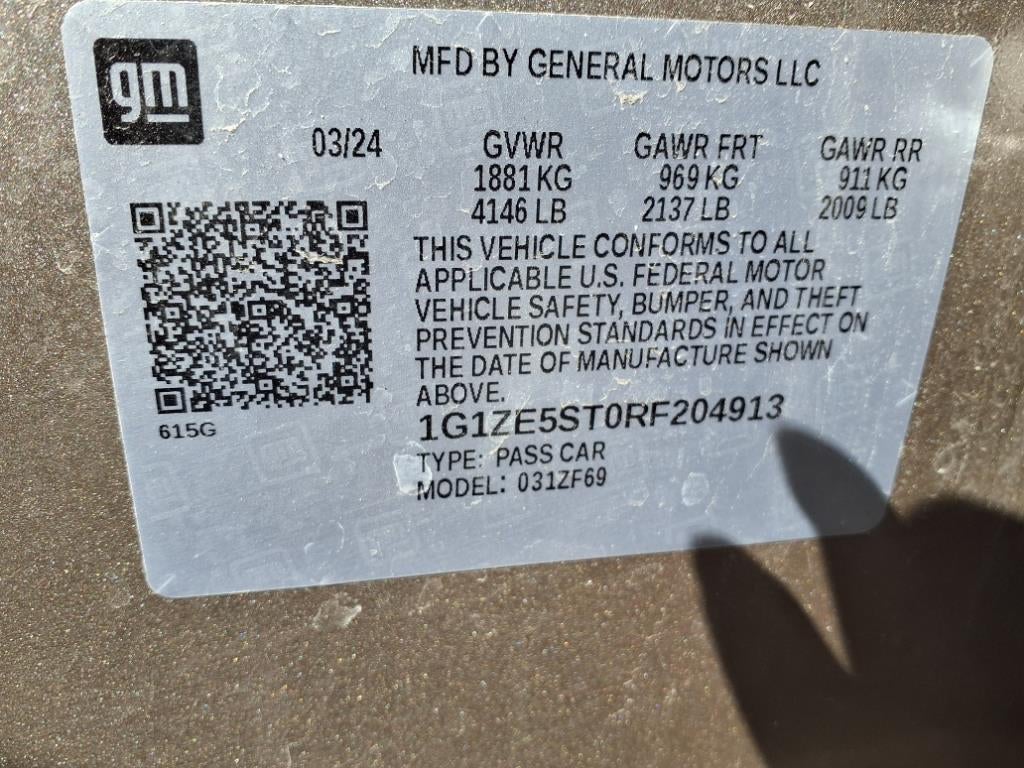 gm
MFD BY GENERAL MOTORS LLC
03/24 GVWR GAWR FRT GAWR RR
1881 KG 969 KG 911 KG
4146 LB 2137 LB 2009 LB
THIS VEHICLE CONFORMS TO ALL
APPLICABLE U.S. FEDERAL MOTOR
VEHICLE SAFETY, BUMPER, AND THEFT
PREVENTION STANDARDS IN EFFECT ON
THE DATE OF MANUFACTURE SHOWN
ABOVE.
1G1ZE5ST0RF204913
615G
TYPE: PASS CAR
MODEL: 031ZF69